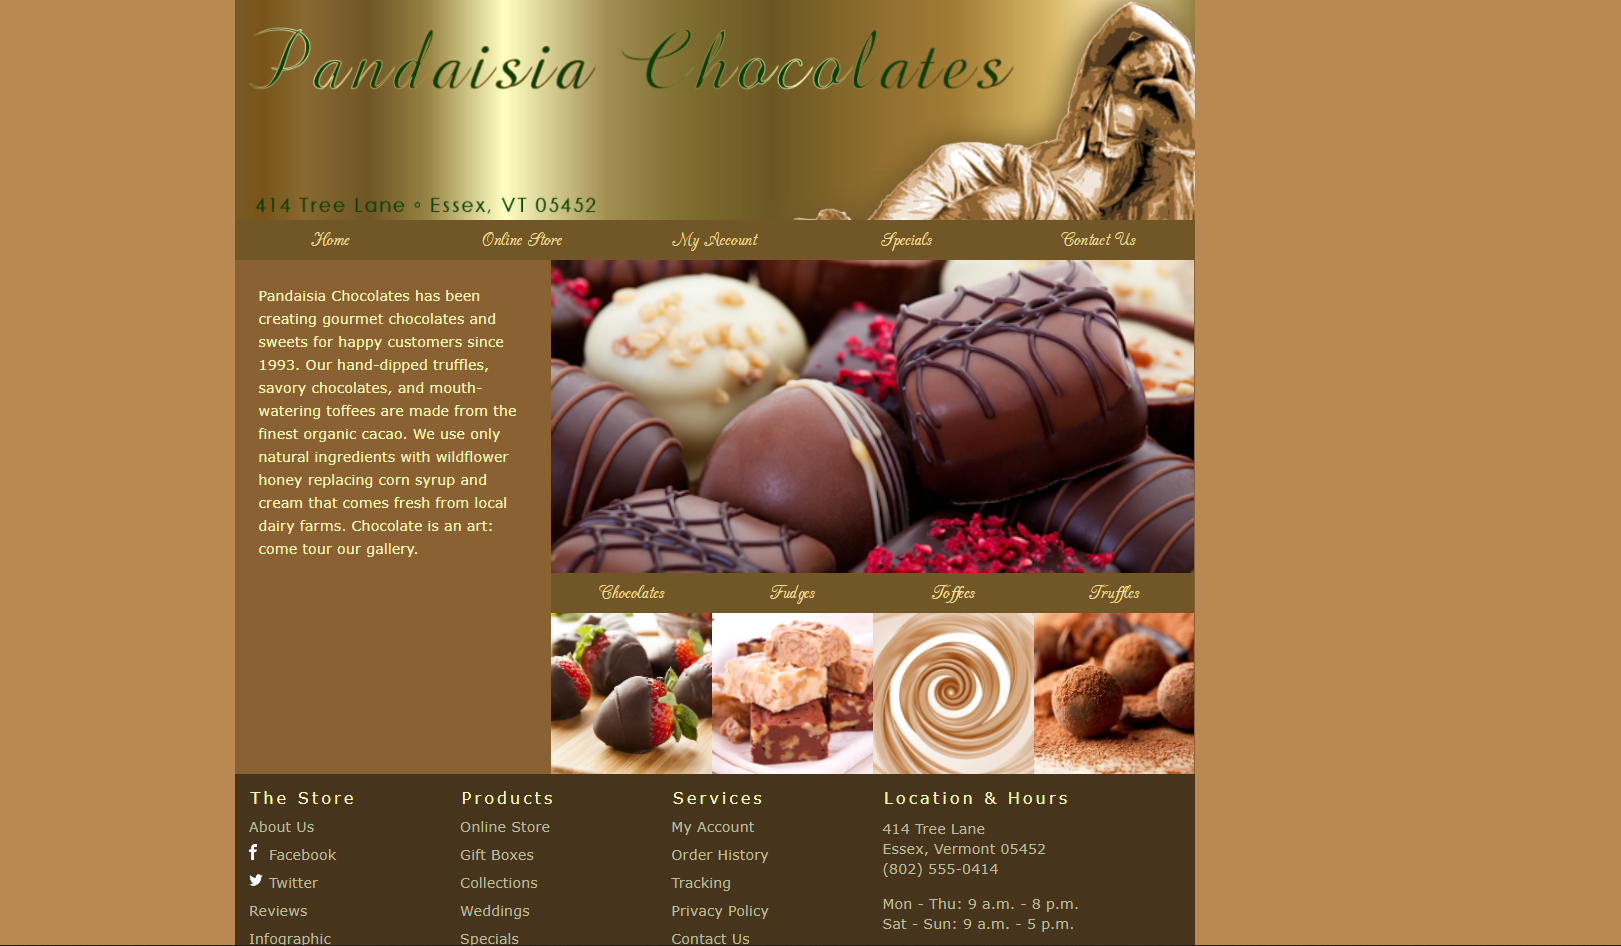 Pandaisia Chocolates
414 Tree Lane ◦ Essex, VT 05452
Home
Online Store
My Account
Specials
Contact Us
Pandaisia Chocolates has been
creating gourmet chocolates and
sweets for happy customers since
1993. Our hand-dipped truffles,
savory chocolates, and mouth-
watering toffees are made from the
finest organic cacao. We use only
natural ingredients with wildflower
honey replacing corn syrup and
cream that comes fresh from local
dairy farms. Chocolate is an art:
come tour our gallery.
Chocolates
Fudges
Toffees
Truffles
The Store
About Us
Facebook
Twitter
Reviews
Infographic
Products
Online Store
Gift Boxes
Collections
Weddings
Specials
Services
My Account
Order History
Tracking
Privacy Policy
Contact Us
Location & Hours
414 Tree Lane
Essex, Vermont 05452
(802) 555-0414
Mon - Thu: 9 a.m. - 8 p.m.
Sat - Sun: 9 a.m. - 5 p.m.